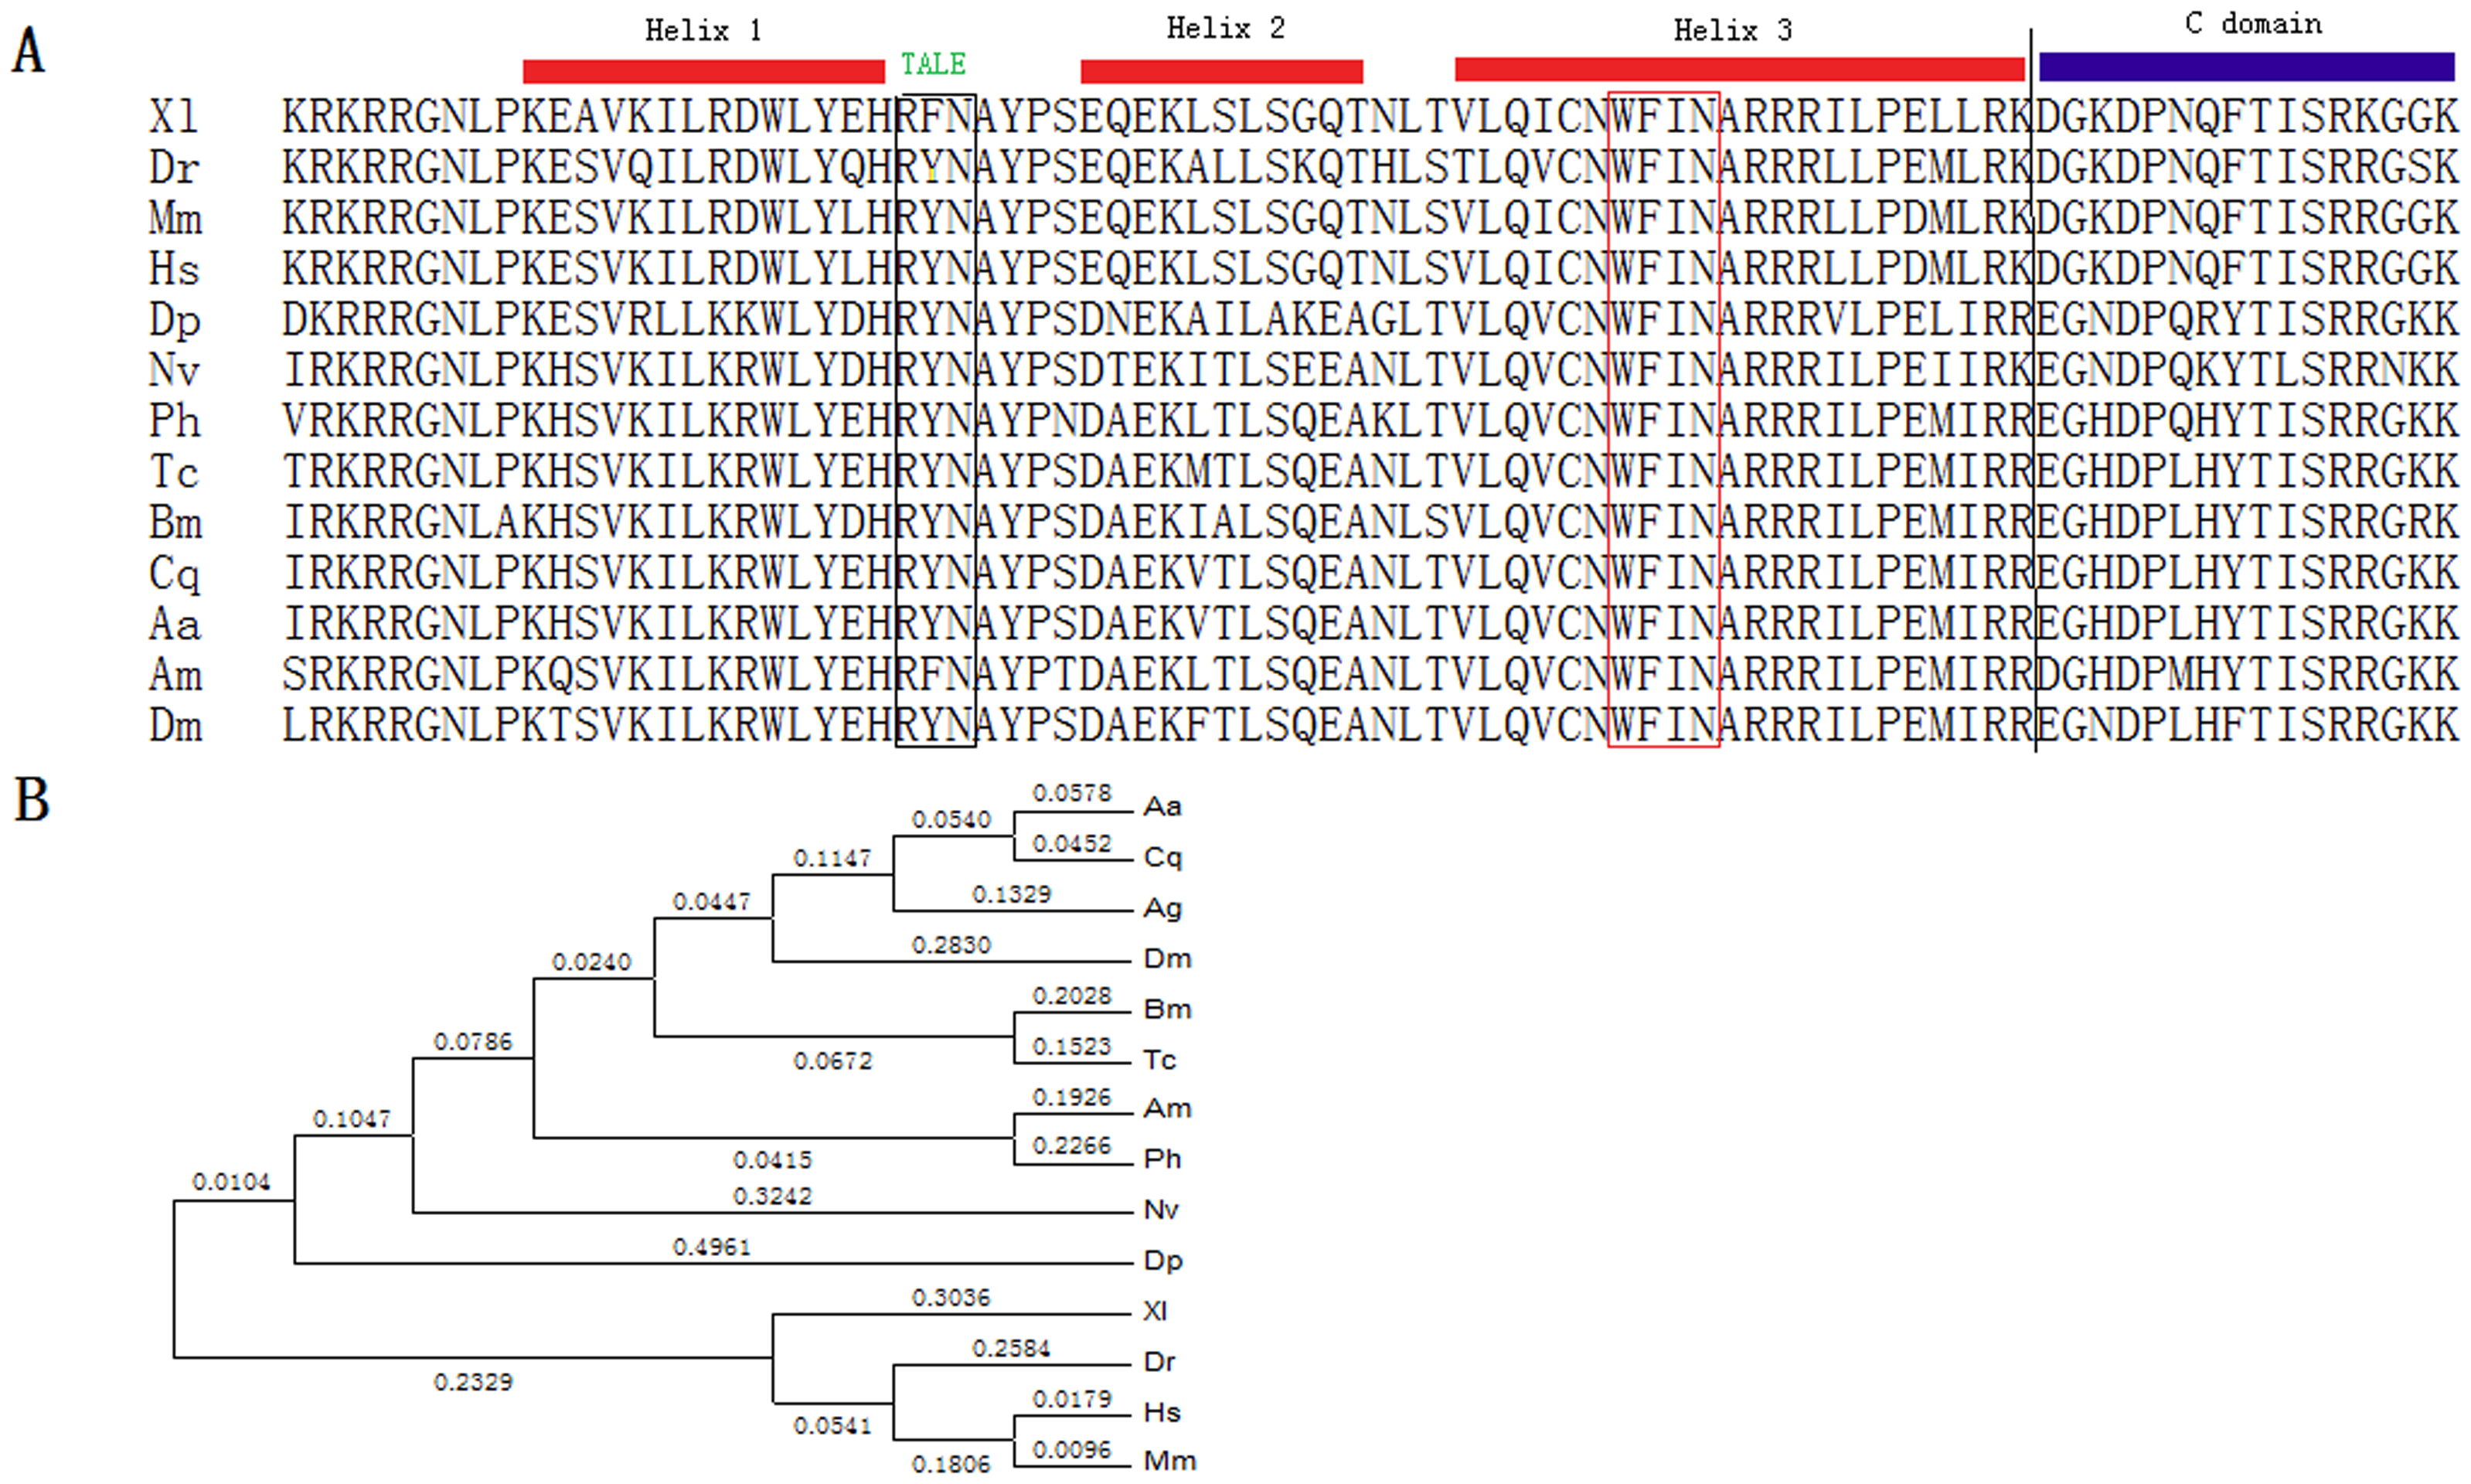 A
Helix 1 Helix 2 Helix 3 C domain
TALE
Xl KRKRRGNLPKEAVKILRDWLYEHRFNAYPSEQEKLSLSGQTNLTVLQICNWFINARRRILPELLRKDGKDPNQFTISRKGGK
Dr KRKRRGNLPKESVQILRDWLYQHRYNAYPSEQEKALLSKQTHLSTLQVCNWFINARRRLLPEMLRKDGKDPNQFTISRRGSK
Mm KRKRRGNLPKESVKILRDWLYLHRYNAYPSEQEKLSLSGQTNLSVLQICNWFINARRRLLPDMLRKDGKDPNQFTISRRGGK
Hs KRKRRGNLPKESVKILRDWLYLHRYNAYPSEQEKLSLSGQTNLSVLQICNWFINARRRLLPDMLRKDGKDPNQFTISRRGGK
Dp DKRRRGNLPKESVRLLKKWLYDHRYNAYPSDNEKAILAKEAGLTVLQVCNWFINARRRVLPELIRREGNDPQRYTISRRGKK
Nv IRKRRGNLPKHSVKILKRWLYDHRYNAYPSDTEKITLSEEANLTVLQVCNWFINARRRILPEIIRKEGNDPQKYTLSRRNKK
Ph VRKRRGNLPKHSVKILKRWLYEHRYNAYPNDAEKLTLSQEAKLTVLQVCNWFINARRRILPEMIRREGHDPQHYTISRRGKK
Tc TRKRRGNLPKHSVKILKRWLYEHRYNAYPSDAEKMTLSQEANLTVLQVCNWFINARRRILPEMIRREGHDPLHYTISRRGKK
Bm IRKRRGNLAKHSVKILKRWLYDHRYNAYPSDAEKIALSQEANLSVLQVCNWFINARRRILPEMIRREGHDPLHYTISRRGRK
Cq IRKRRGNLPKHSVKILKRWLYEHRYNAYPSDAEKVTLSQEANLTVLQVCNWFINARRRILPEMIRREGHDPLHYTISRRGKK
Aa IRKRRGNLPKHSVKILKRWLYEHRYNAYPSDAEKVTLSQEANLTVLQVCNWFINARRRILPEMIRREGHDPLHYTISRRGKK
Am SRKRRGNLPKQSVKILKRWLYEHRFNAYPTDAEKLTLSQEANLTVLQVCNWFINARRRILPEMIRRDGHDPMHYTISRRGKK
Dm LRKRRGNLPKTSVKILKRWLYEHRYNAYPSDAEKFTLSQEANLTVLQVCNWFINARRRILPEMIRREGNDPLHFTISRRGKK
B
0.0578 Aa
0.0540
0.0452 Cq
0.1147
0.1329 Ag
0.0447
0.2830 Dm
0.0240
0.2028 Bm
0.1523 Tc
0.0672
0.0786
0.1926 Am
0.2266 Ph
0.0415
0.1047
0.3242 Nv
0.0104
0.4961 Dp
0.3036 Xl
0.2584 Dr
0.2329
0.0179 Hs
0.0541
0.0096 Mm
0.1806